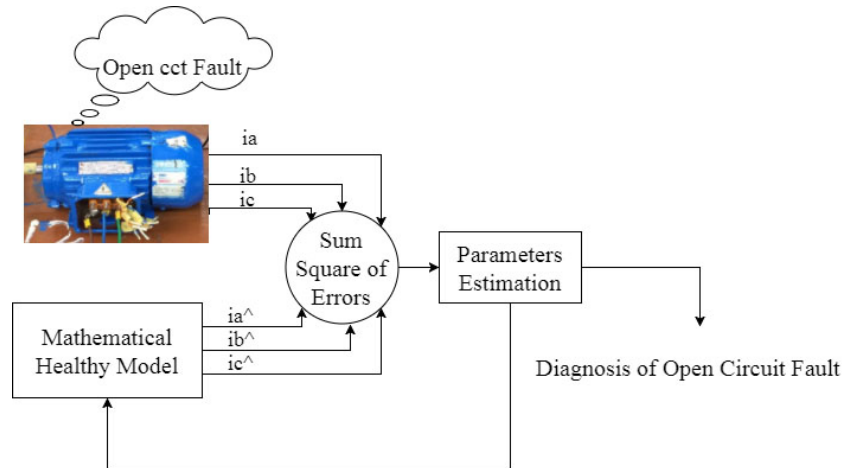 Open cct Fault
ia
ib
ic
Sum
Square of
Errors
Parameters
Estimation
ia^
ib^
ic^
Mathematical
Healthy Model
Diagnosis of Open Circuit Fault